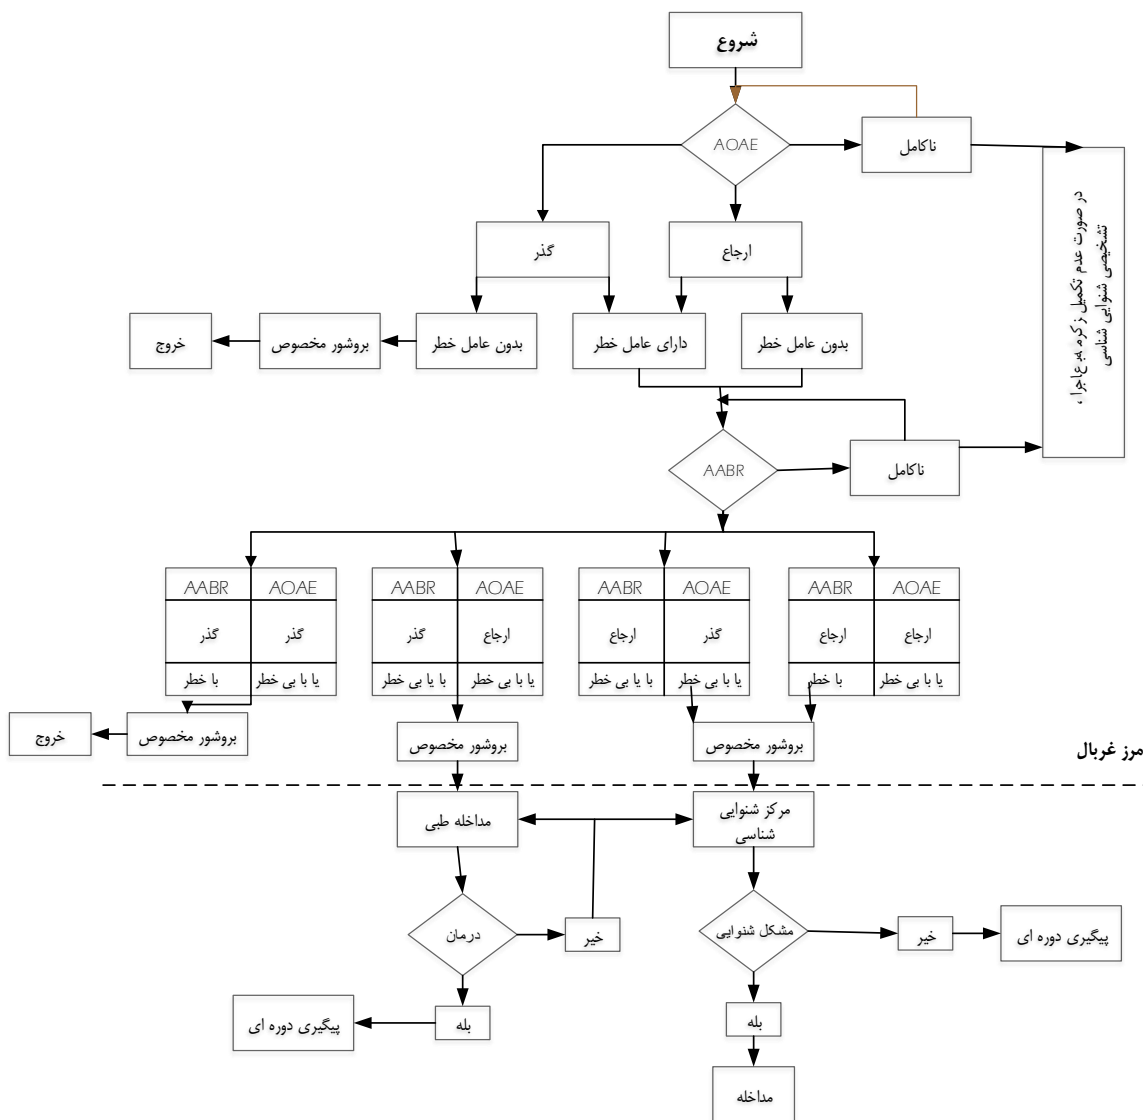 شروع
AOAE
ناکامل
در صورت عدم تکمیل
تشخیصی شنوایی شناسی
ارجاع
گذر
بدون عامل خطر
دارای عامل خطر
بدون عامل خطر
بروشور مخصوص
خروج
AABR
ناکامل
AABR AOAE
گذر گذر
با خطر یا با بی خطر
AABR AOAE
گذر ارجاع
با یا بی خطر یا با بی خطر
AABR AOAE
ارجاع گذر
با یا بی خطر یا با بی خطر
AABR AOAE
ارجاع ارجاع
با خطر یا با بی خطر
بروشور مخصوص
بروشور مخصوص
بروشور مخصوص
خروج
مرز غربال
مرکز شنوایی
شناسی
مداخله طبی
مشکل شنوایی
خیر
پیگیری دوره ای
درمان
خیر
بله
بله
پیگیری دوره ای
مداخله